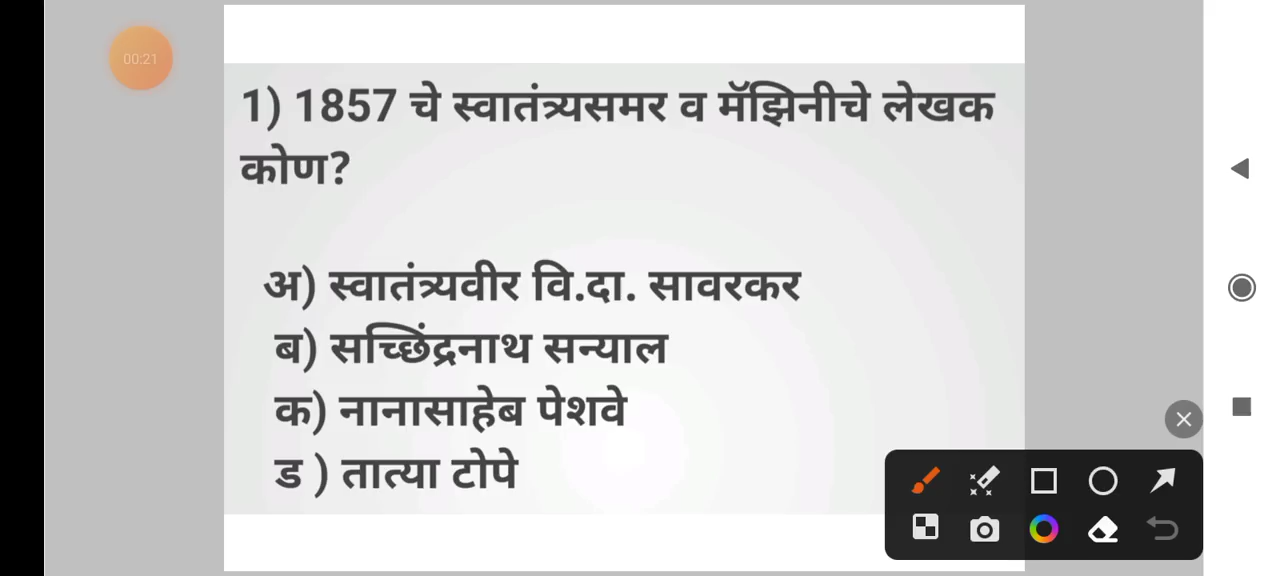 00:21
1) 1857 चे स्वातंत्र्यसमर व मॅझिनीचे लेखक
कोण?
अ) स्वातंत्र्यवीर वि.दा. सावरकर
ब) सच्छिंद्रनाथ सन्याल
क) नानासाहेब पेशवे
ड ) तात्या टोपे